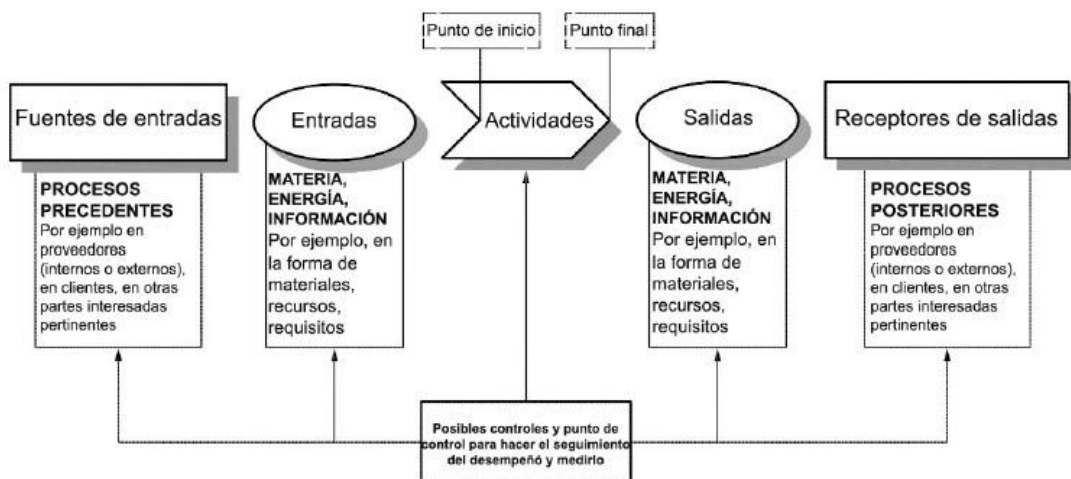 Punto de inicio
Punto final
Fuentes de entradas
Entradas
Actividades
Salidas
Receptores de salidas
PROCESOS
PRECEDENTES
Por ejemplo en
proveedores
(internos o externos),
en clientes, en otras
partes interesadas
pertinentes
MATERIA,
ENERGÍA,
INFORMACIÓN
Por ejemplo, en
la forma de
materiales,
recursos,
requisitos
MATERIA,
ENERGÍA,
INFORMACIÓN
Por ejemplo, en
la forma de
materiales,
recursos,
requisitos
PROCESOS
POSTERIORES
Por ejemplo en
proveedores
(internos o externos),
en clientes, en otras
partes interesadas
pertinentes
Posibles controles y punto de
control para hacer el seguimiento
del desempeñó y medirlo